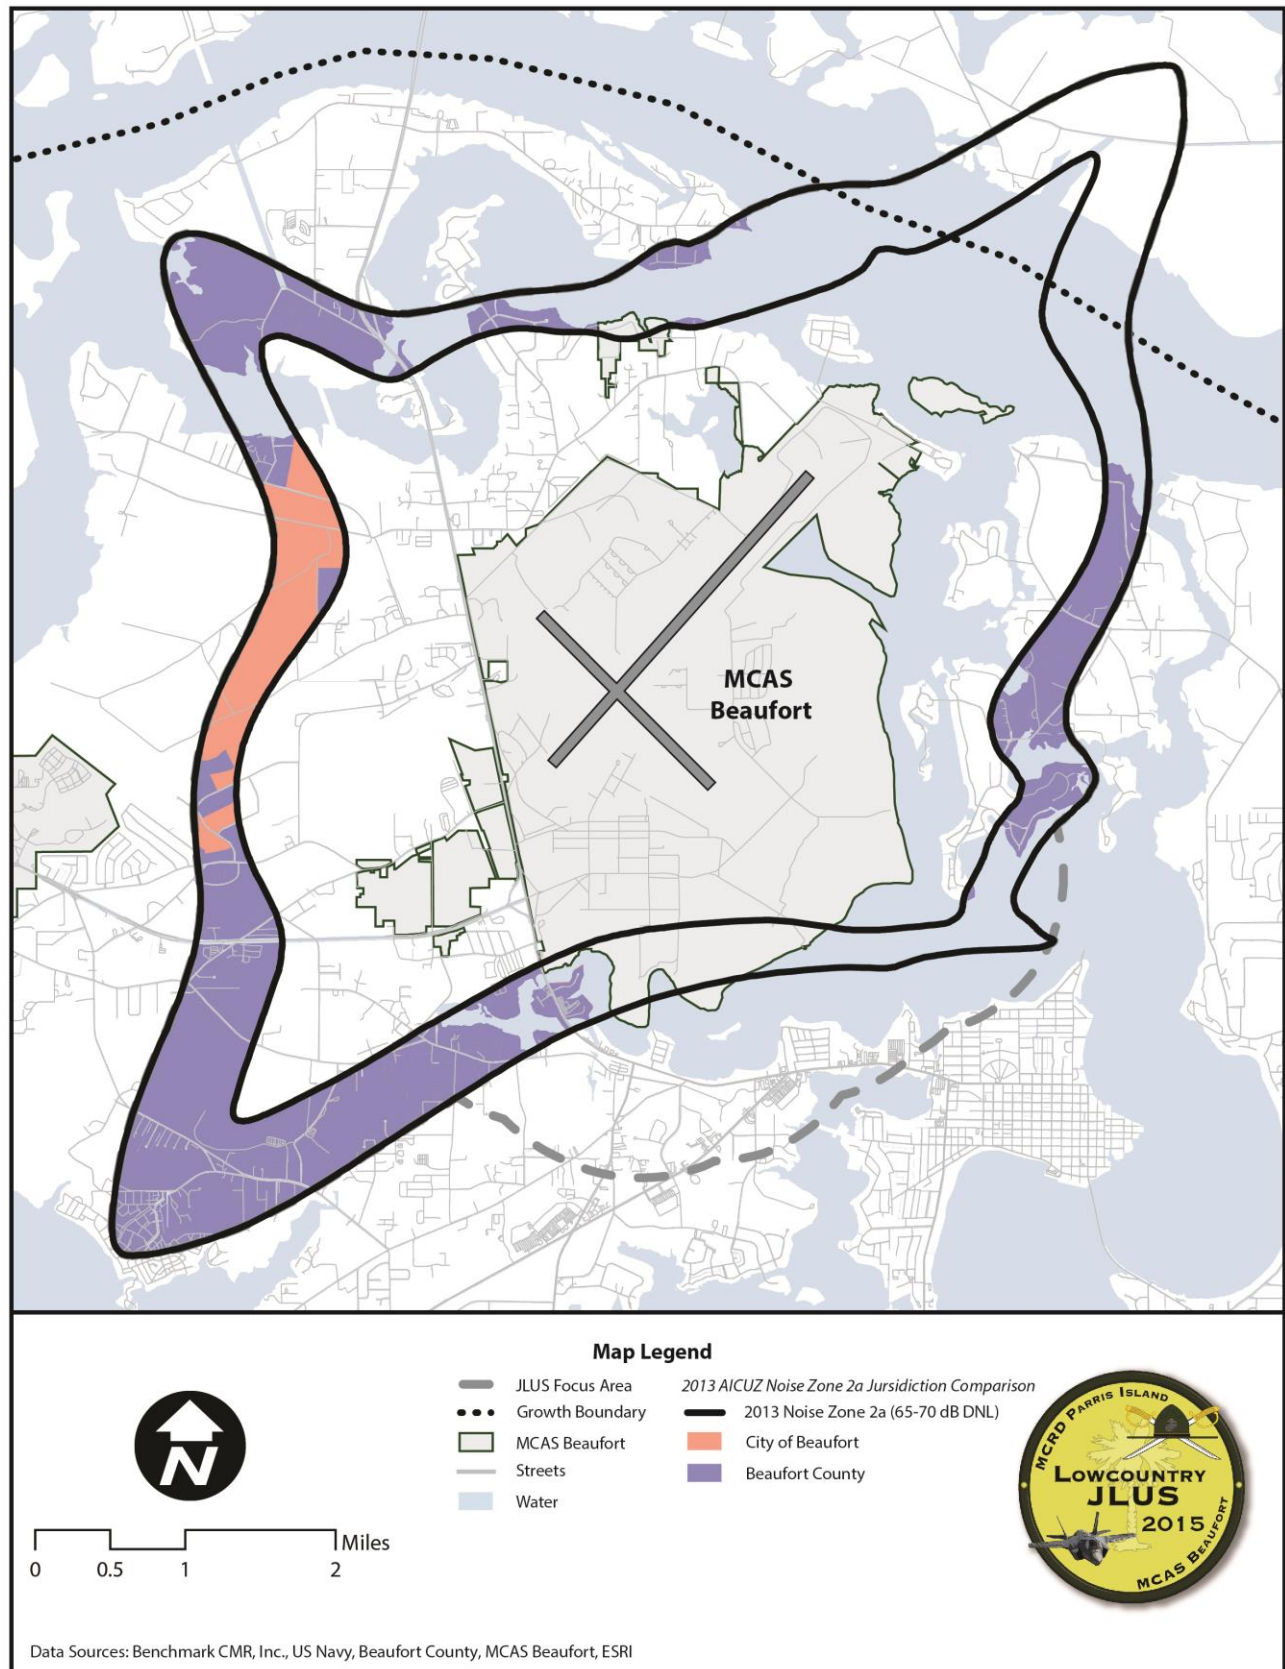 MCAS
Beaufort
Map Legend
JLUS Focus Area
Growth Boundary
MCAS Beaufort
Streets
Water
2013 AICUZ Noise Zone 2a Jursidiction Comparison
2013 Noise Zone 2a (65-70 dB DNL)
City of Beaufort
Beaufort County
N
0 0.5 1 2 Miles
MCRD PARRIS ISLAND
LOWCOUNTRY
JLUS
2015
MCAS BEAUFORT
Data Sources: Benchmark CMR, Inc., US Navy, Beaufort County, MCAS Beaufort, ESRI